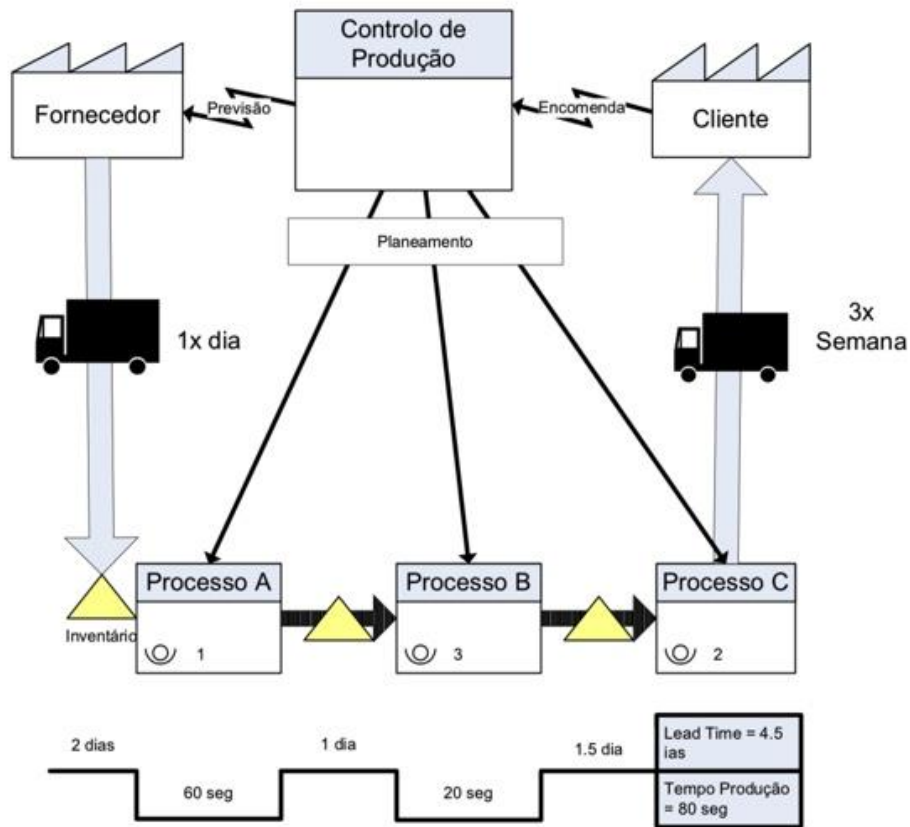 Controlo de
Produção
Fornecedor
Previsão
Encomenda
Cliente
Planeamento
1x dia
3x
Semana
Processo A
Processo B
Processo C
Inventário
1
3
2
2 dias
1 dia
1.5 dia
Lead Time = 4.5
ias
60 seg
20 seg
Tempo Produção
= 80 seg